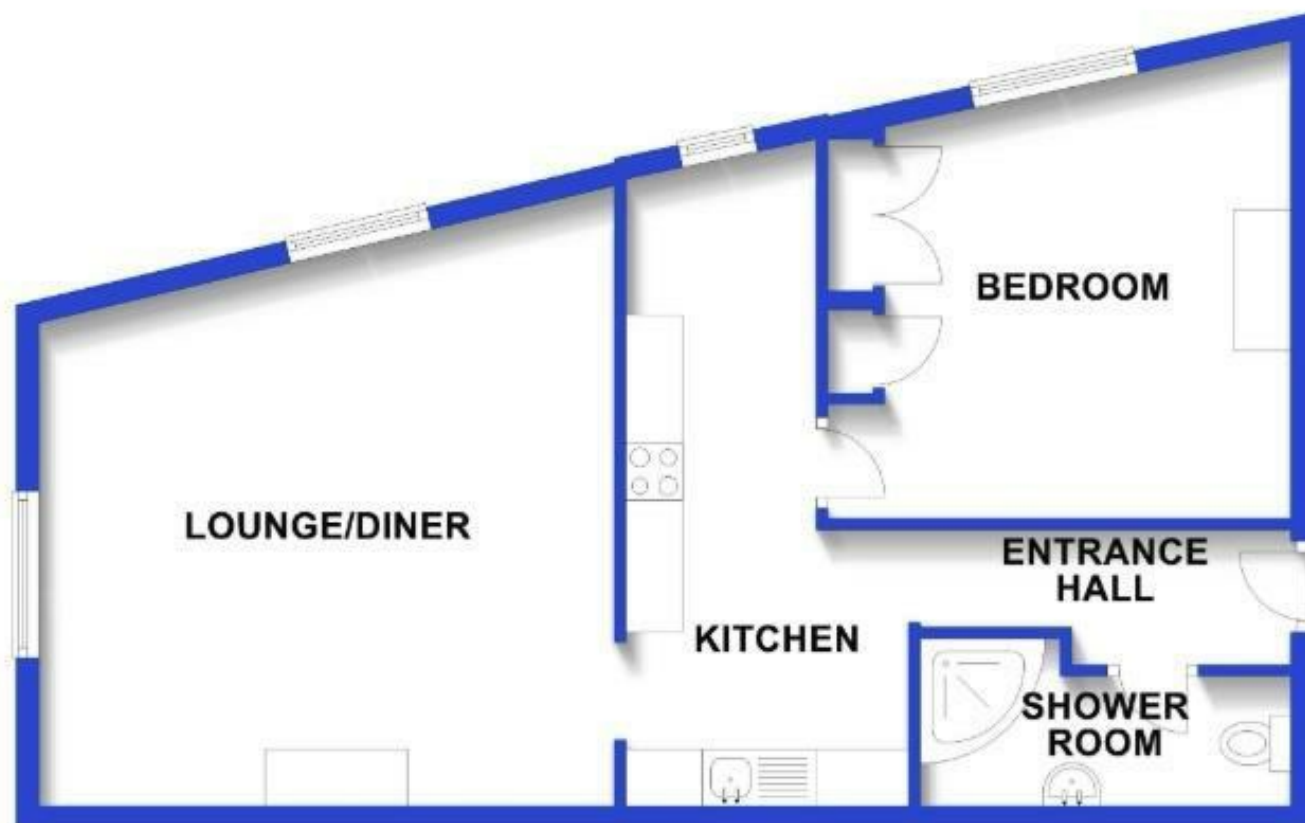 BEDROOM
LOUNGE/DINER
ENTRANCE
HALL
KITCHEN
SHOWER
ROOM